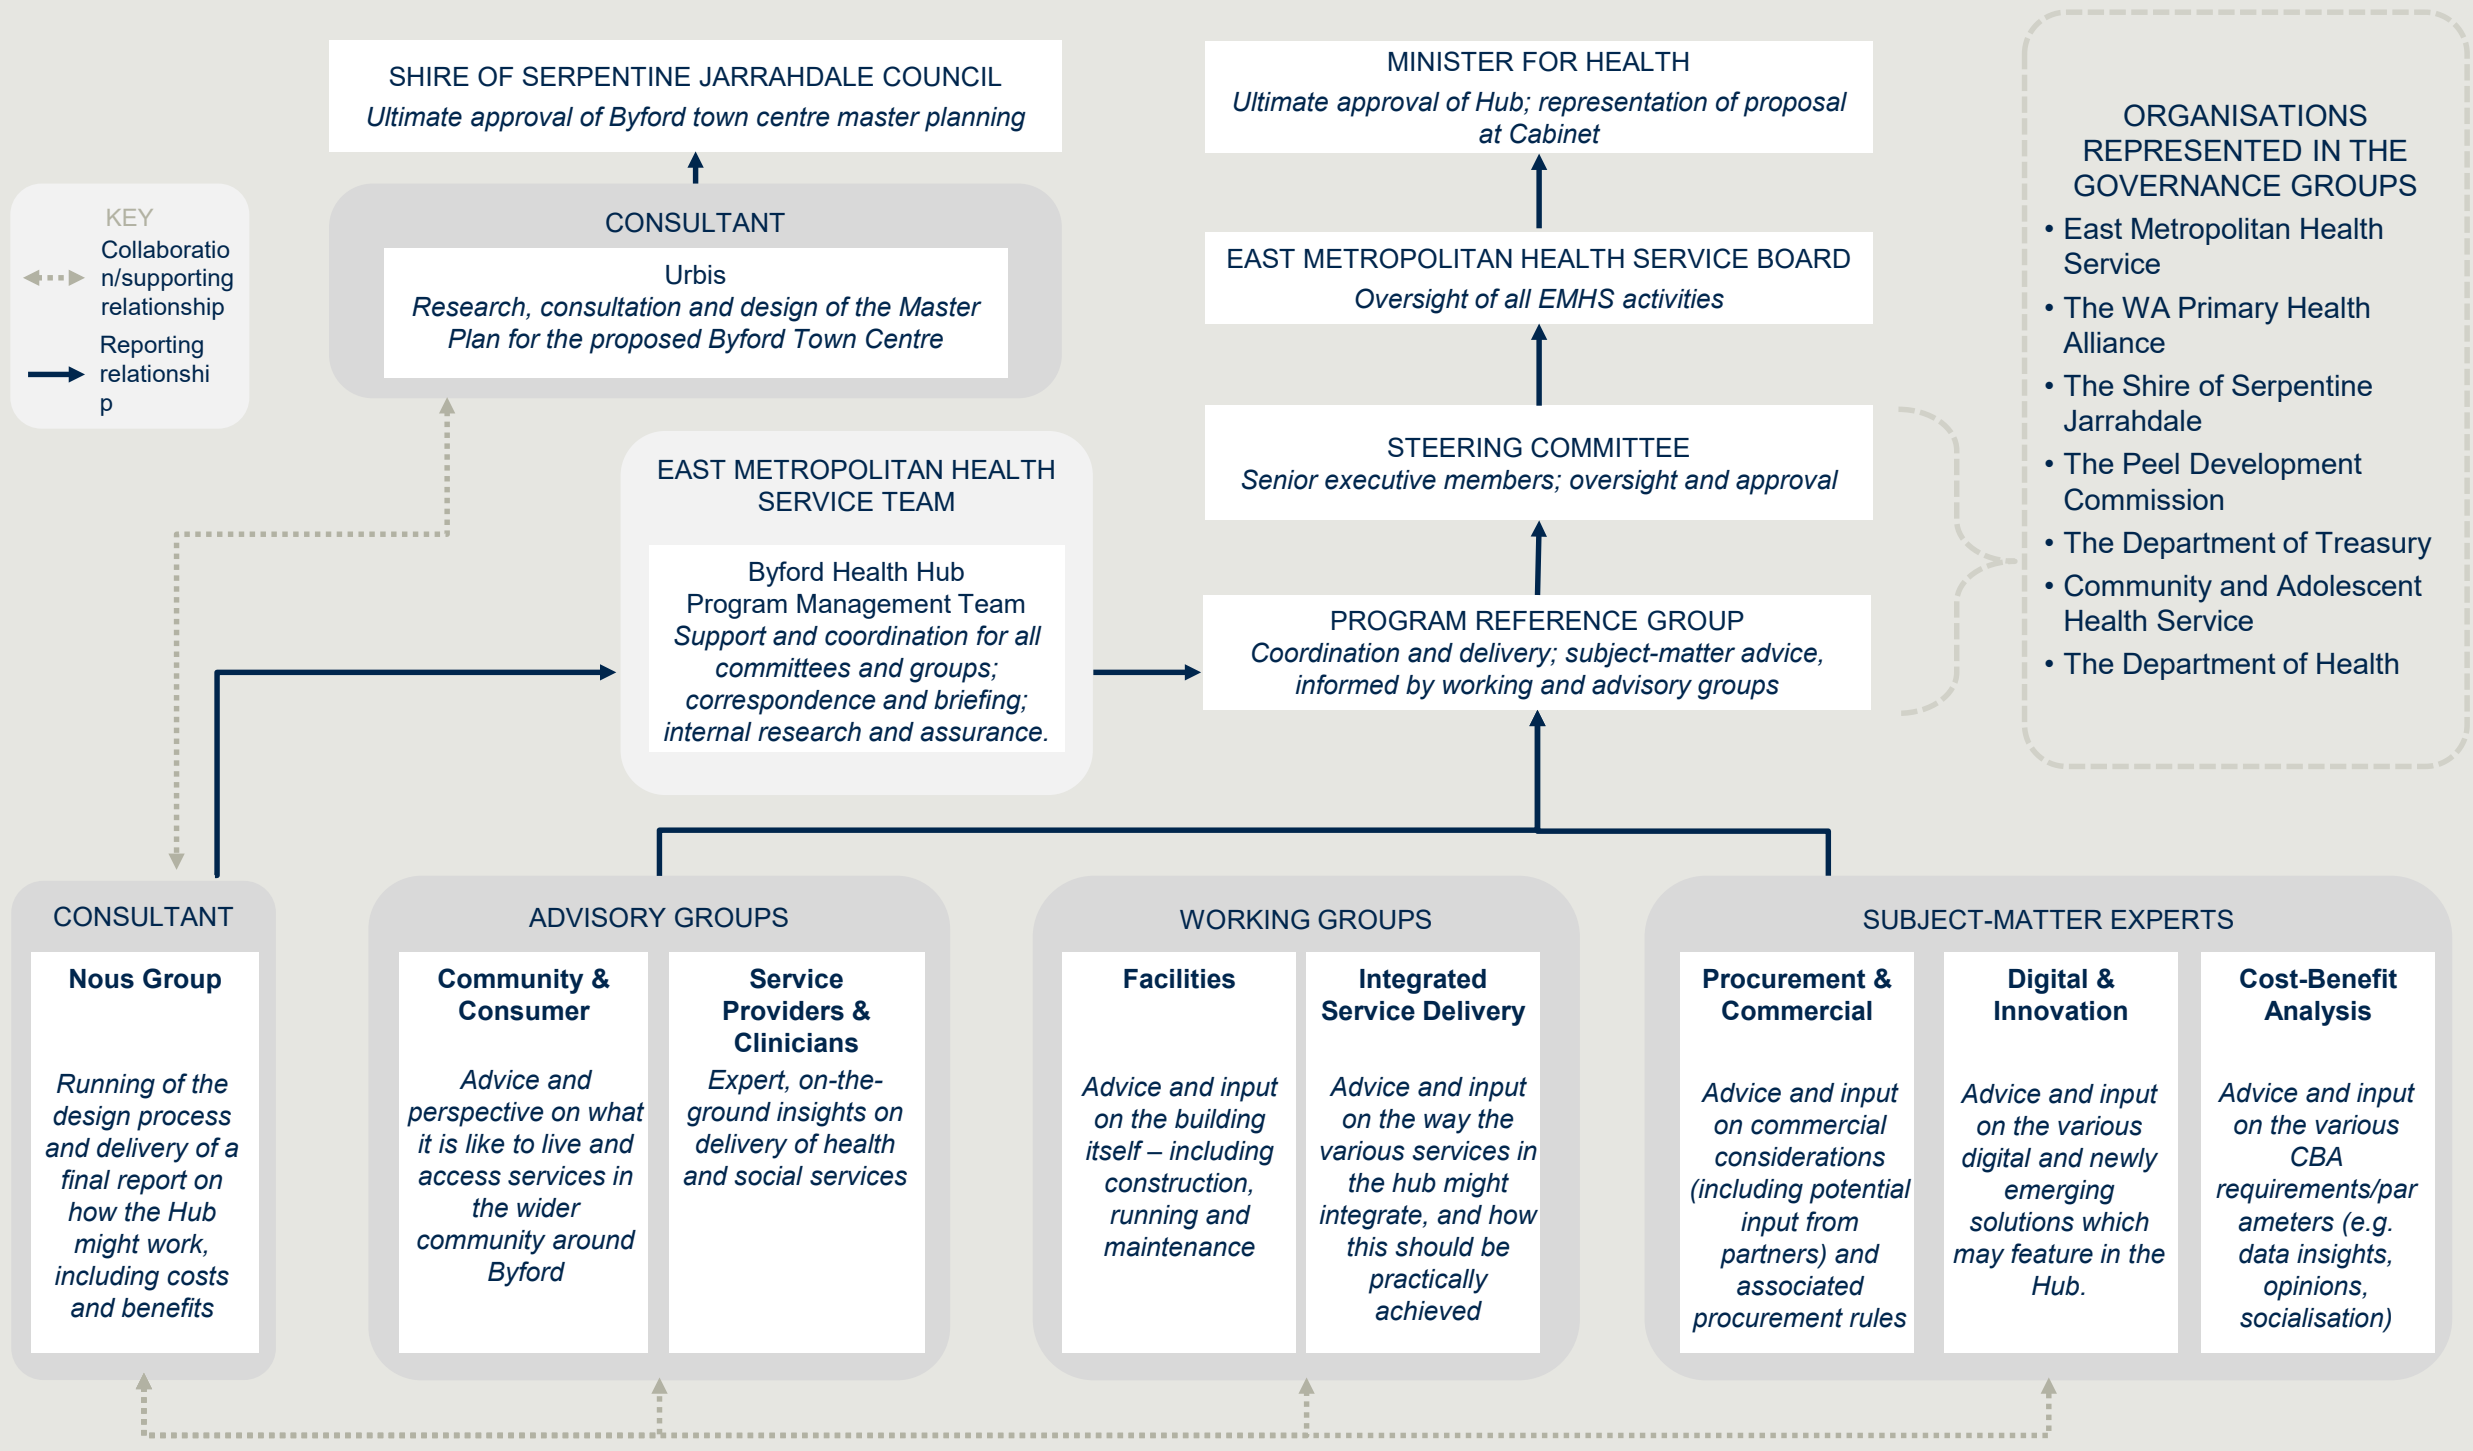 SHIRE OF SERPENTINE JARRAHDALE COUNCIL
Ultimate approval of Byford town centre master planning
MINISTER FOR HEALTH
Ultimate approval of Hub; representation of proposal
at Cabinet
ORGANISATIONS
REPRESENTED IN THE
GOVERNANCE GROUPS
• East Metropolitan Health
Service
• The WA Primary Health
Alliance
• The Shire of Serpentine
Jarrahdale
• The Peel Development
Commission
• The Department of Treasury
• Community and Adolescent
Health Service
• The Department of Health
KEY
Collaboratio
n/supporting
relationship
Reporting
relationshi
p
CONSULTANT
Urbis
Research, consultation and design of the Master
Plan for the proposed Byford Town Centre
EAST METROPOLITAN HEALTH SERVICE BOARD
Oversight of all EMHS activities
STEERING COMMITTEE
Senior executive members; oversight and approval
EAST METROPOLITAN HEALTH
SERVICE TEAM
Byford Health Hub
Program Management Team
Support and coordination for all
committees and groups;
correspondence and briefing;
internal research and assurance.
PROGRAM REFERENCE GROUP
Coordination and delivery; subject-matter advice,
informed by working and advisory groups
CONSULTANT
Nous Group
Running of the
design process
and delivery of a
final report on
how the Hub
might work,
including costs
and benefits
ADVISORY GROUPS
Community &
Consumer
Advice and
perspective on what
it is like to live and
access services in
the wider
community around
Byford
Service
Providers &
Clinicians
Expert, on-the-
ground insights on
delivery of health
and social services
WORKING GROUPS
Facilities
Advice and input
on the building
itself – including
construction,
running and
maintenance
Integrated
Service Delivery
Advice and input
on the way the
various services in
the hub might
integrate, and how
this should be
practically
achieved
SUBJECT-MATTER EXPERTS
Procurement &
Commercial
Advice and input
on commercial
considerations
(including potential
input from
partners) and
associated
procurement rules
Digital &
Innovation
Advice and input
on the various
digital and newly
emerging
solutions which
may feature in the
Hub.
Cost-Benefit
Analysis
Advice and input
on the various
CBA
requirements/par
ameters (e.g.
data insights,
opinions,
socialisation)